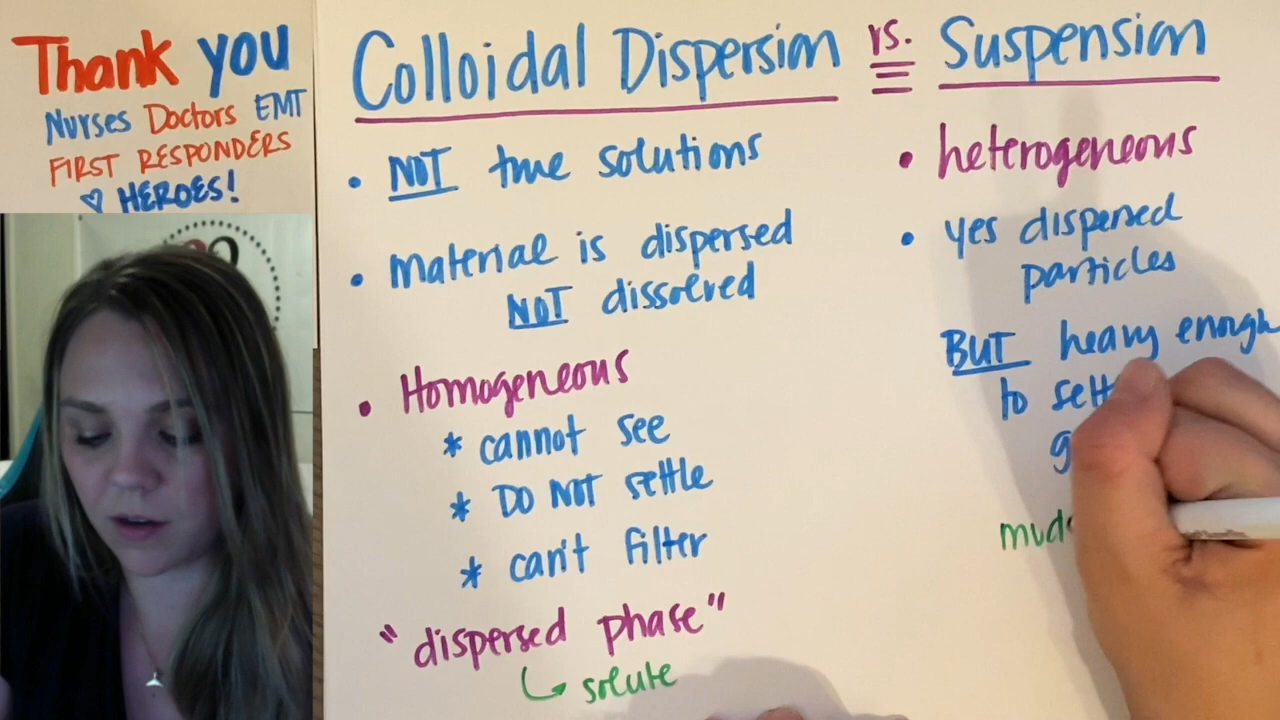 Thank you
Nurses Doctors EMT
FIRST RESPONDERS
♡ HEROES!
Colloidal Dispersion vs. Suspension
• NOT true solutions
• material is dispersed
NOT dissolved
• Homogeneous
* cannot see
* DO NOT settle
* can't filter
"dispersed phase"
↳ solute
• heterogeneous
• yes dispersed
particles
BUT heavy enough
to